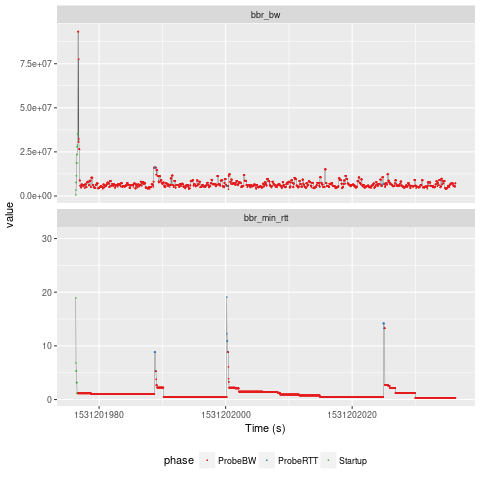 bbr_bw
7.5e+07
5.0e+07
2.5e+07
0.0e+00
value
bbr_min_rtt
30
20
10
0
1531201980 1531202000 1531202020
Time (s)
phase ProbeBW ProbeRTT Startup